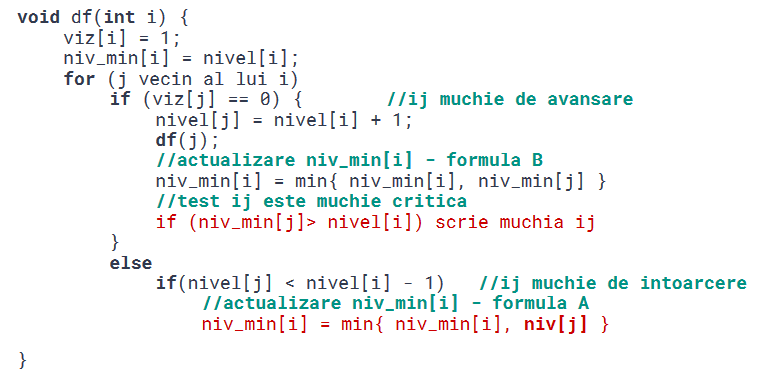 void df(int i) {
viz[i] = 1;
niv_min[i] = nivel[i];
for (j vecin al lui i)
if (viz[j] == 0) { //ij muchie de avansare
nivel[j] = nivel[i] + 1;
df(j);
//actualizare niv_min[i] - formula B
niv_min[i] = min{ niv_min[i], niv_min[j] }
//test ij este muchie critica
if (niv_min[j]> nivel[i]) scrie muchia ij
}
else
if(nivel[j] < nivel[i] - 1) //ij muchie de intoarcere
//actualizare niv_min[i] - formula A
niv_min[i] = min{ niv_min[i], niv[j] }
}